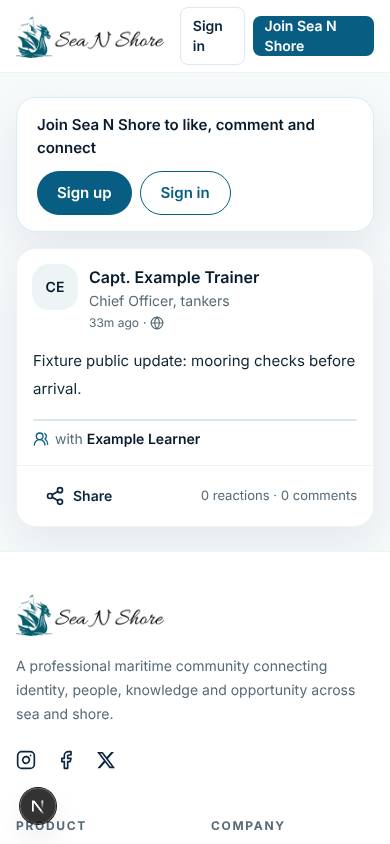 Sea N Shore
Sign
in
Join Sea N
Shore
Join Sea N Shore to like, comment and
connect
Sign up
Sign in
CE
Capt. Example Trainer
Chief Officer, tankers
33m ago ·
Fixture public update: mooring checks before
arrival.
with Example Learner
Share
0 reactions · 0 comments
Sea N Shore
A professional maritime community connecting
identity, people, knowledge and opportunity across
sea and shore.
N
PRODUCT
COMPANY